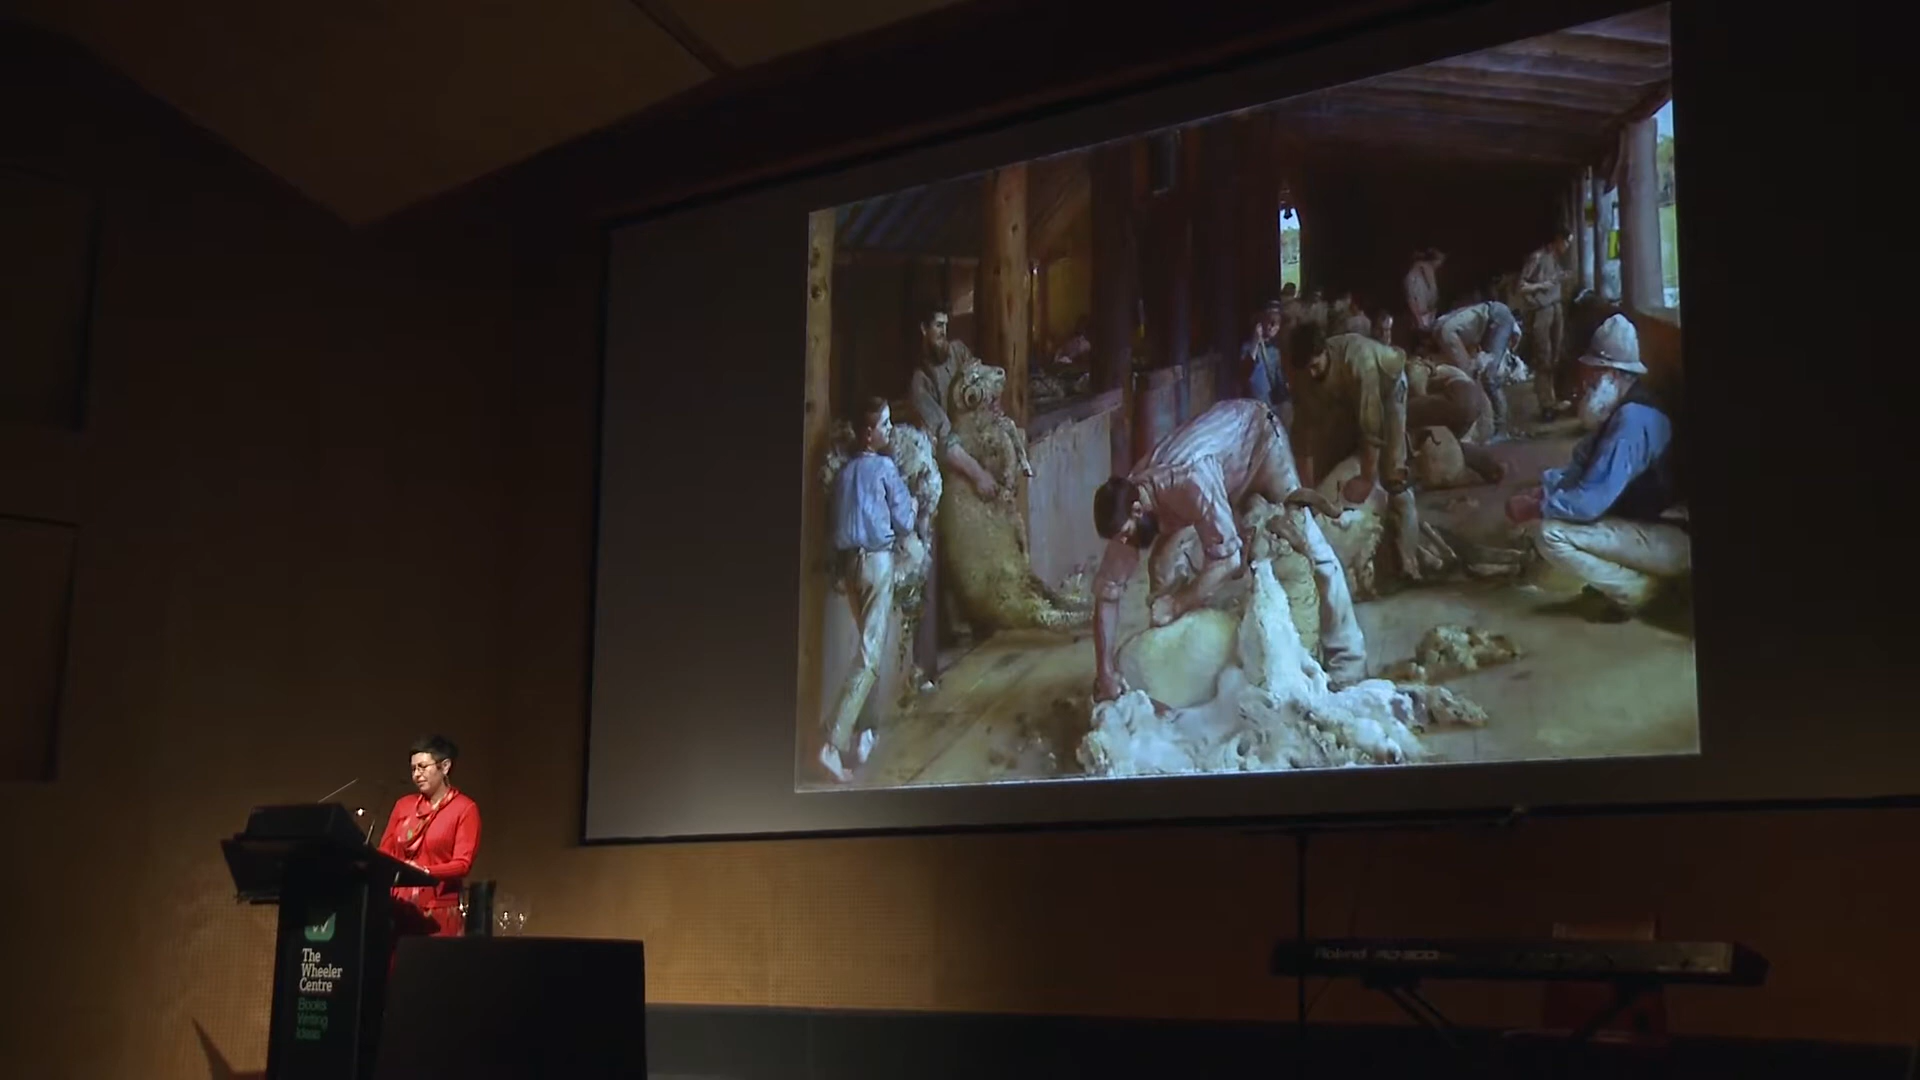 The
Wheeler
Centre
Books
Writing
Ideas
Roland